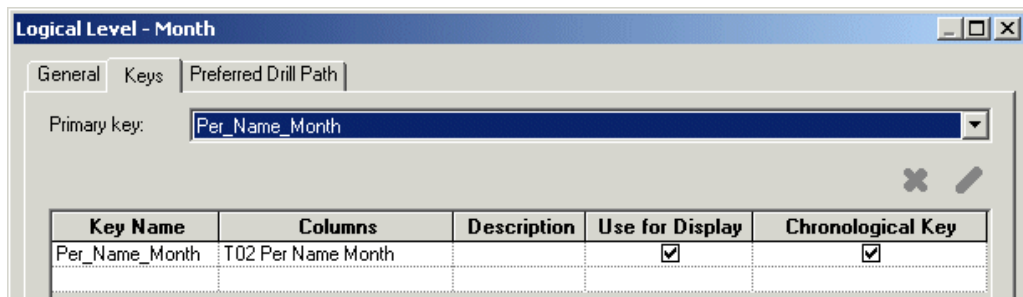 Logical Level - Month
General Keys Preferred Drill Path
Primary key: Per_Name_Month
Key Name Columns Description Use for Display Chronological Key
Per_Name_Month T02 Per Name Month